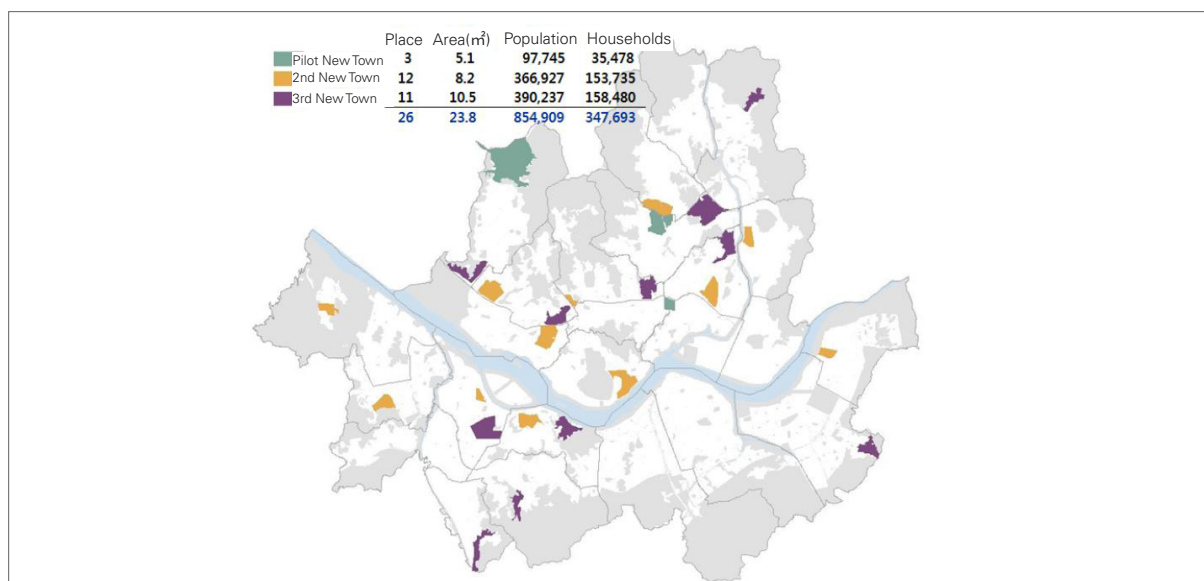 Place Area(㎡) Population Households
Pilot New Town 3 5.1 97,745 35,478
2nd New Town 12 8.2 366,927 153,735
3rd New Town 11 10.5 390,237 158,480
26 23.8 854,909 347,693